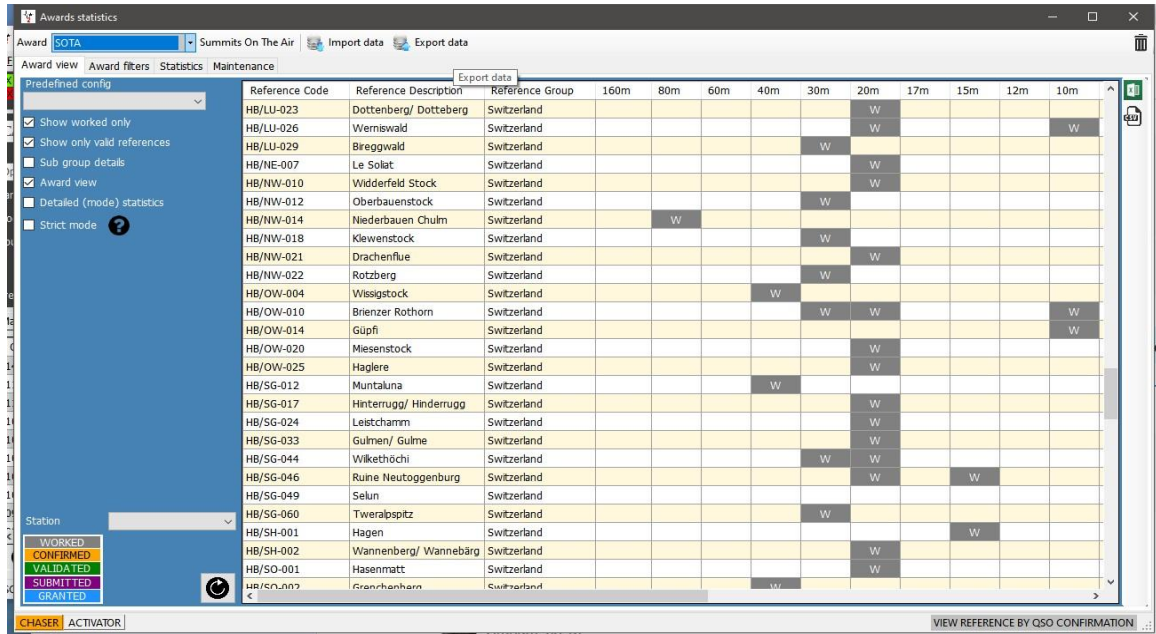 Awards statistics
Award SOTA Summits On The Air Import data Export data
Award view Award filters Statistics Maintenance
Export data
Predefined config
Show worked only
Show only valid references
Sub group details
Award view
Detailed (mode) statistics
Strict mode ?
Station
WORKED
CONFIRMED
VALIDATED
SUBMITTED
GRANTED
Reference Code Reference Description Reference Group 160m 80m 60m 40m 30m 20m 17m 15m 12m 10m
HB/LU-023 Dottenberg/ Dotteberg Switzerland W
HB/LU-026 Werniswald Switzerland W W
HB/LU-029 Bireggwald Switzerland W
HB/NE-007 Le Soliat Switzerland W
HB/NW-010 Widderfeld Stock Switzerland W
HB/NW-012 Oberbauenstock Switzerland W
HB/NW-014 Niederbauen Chulm Switzerland W
HB/NW-018 Klewenstock Switzerland W
HB/NW-021 Drachenflue Switzerland W
HB/NW-022 Rotzberg Switzerland W
HB/OW-004 Wissigstock Switzerland W
HB/OW-010 Brienzer Rothorn Switzerland W W W
HB/OW-014 Güpfi Switzerland W
HB/OW-020 Miesenstock Switzerland W
HB/OW-025 Haglere Switzerland W
HB/SG-012 Muntaluna Switzerland W
HB/SG-017 Hinterrugg/ Hinderrugg Switzerland W
HB/SG-024 Leistchamm Switzerland W
HB/SG-033 Gulmen/ Gulme Switzerland W
HB/SG-044 Wilkethöchi Switzerland W W
HB/SG-046 Ruine Neutoggenburg Switzerland W W
HB/SG-049 Selun Switzerland
HB/SG-060 Tweralpspitz Switzerland W
HB/SH-001 Hagen Switzerland W
HB/SH-002 Wannenberg/ Wannebärg Switzerland W
HB/SO-001 Hasenmatt Switzerland W
HB/SO-002 Grenchenberg Switzerland W
CSV
CHASER ACTIVATOR VIEW REFERENCE BY QSO CONFIRMATION